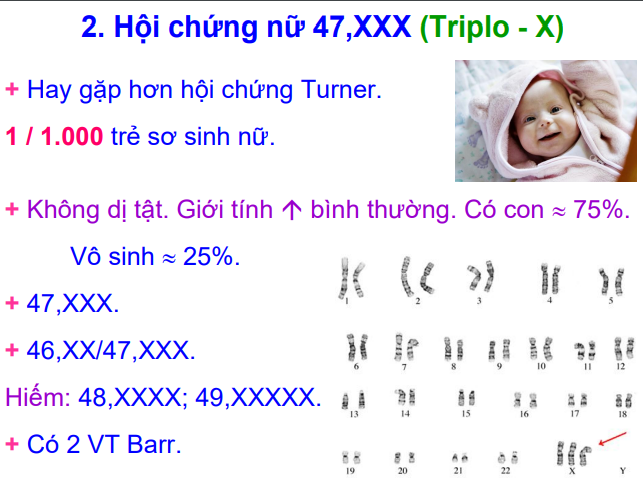 2. Hội chứng nữ 47,XXX (Triplo - X)
+ Hay gặp hơn hội chứng Turner.
1 / 1.000 trẻ sơ sinh nữ.
+ Không dị tật. Giới tính ↑ bình thường. Có con ≈ 75%.
Vô sinh ≈ 25%.
+ 47,XXX.
+ 46,XX/47,XXX.
Hiếm: 48,XXXX; 49,XXXXX.
+ Có 2 VT Barr.
1 2 3 4 5
6 7 8 9 10 11 12
13 14 15 16 17 18
19 20 21 22 X Y